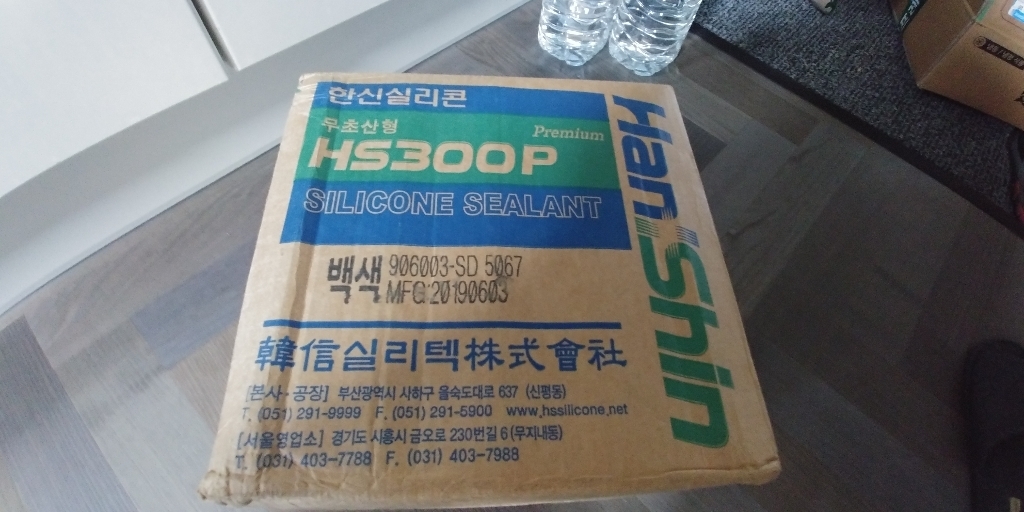 한신실리콘
무초산형
Premium
HS300P
SILICONE SEALANT
Han Shin
백색
906003-SD 5067
MFG:20190603
韓信실리텍株式會社
[본사·공장] 부산광역시 사하구 을숙도대로 637 (신평동)
T. (051) 291-9999 F. (051) 291-5900 www.hssilicone.net
[서울영업소] 경기도 시흥시 금오로 230번길 6 (무지내동)
T. (031) 403-7788 F. (031) 403-7988